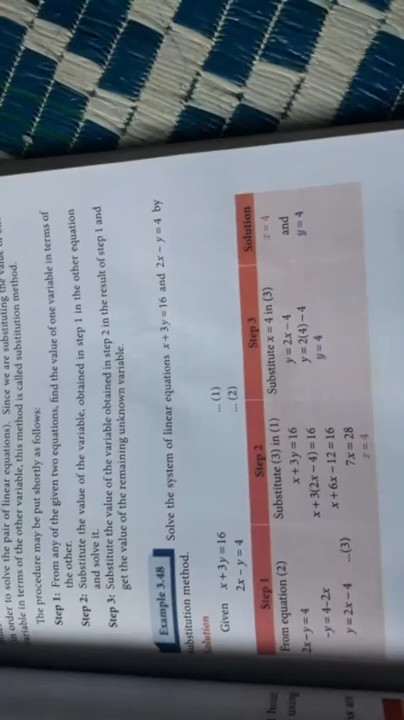 in order to solve the pair of linear equations). Since we are substituting the value of
variable in terms of the other variable, this method is called substitution method.
The procedure may be put shortly as follows:
Step 1: From any of the given two equations, find the value of one variable in terms of
the other.
Step 2: Substitute the value of the variable, obtained in step 1 in the other equation
and solve it.
Step 3: Substitute the value of the variable obtained in step 2 in the result of step 1 and
get the value of the remaining unknown variable.
Example 3.48 Solve the system of linear equations x+3y=16 and 2x−y=4 by
substitution method.
Solution
Given x+3y=16 ... (1)
2x−y=4 ... (2)
Step 1
From equation (2)
2x−y=4
-y = 4-2x
y = 2x−4 ...(3)
Step 2
Substitute (3) in (1)
x+3y=16
x+3(2x−4)=16
x+6x−12=16
7x=28
x=4
Step 3
Substitute x=4 in (3)
y=2x−4
y=2(4)−4
y=4
Solution
x=4
and
y=4
hour
using